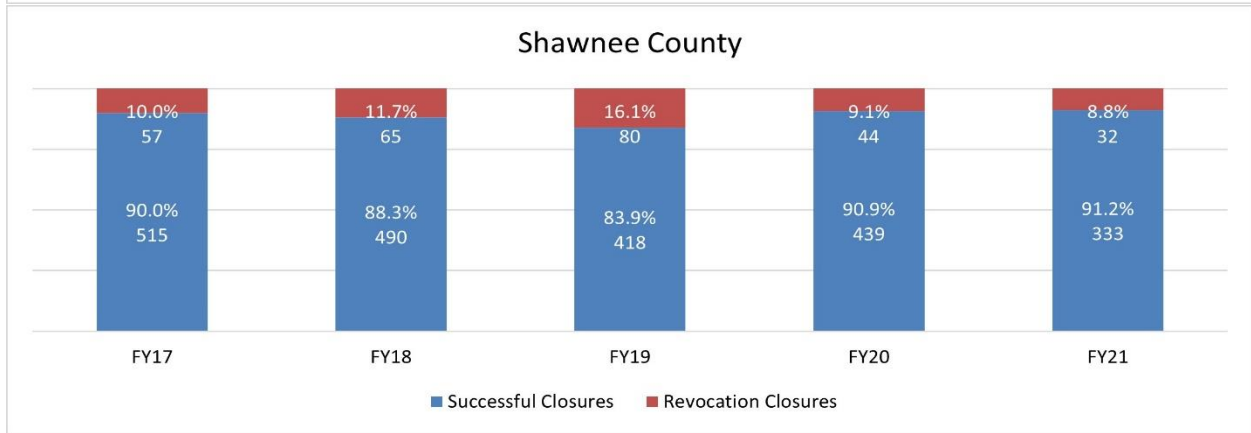 Shawnee County
10.0%
57
11.7%
65
16.1%
80
9.1%
44
8.8%
32
90.0%
515
88.3%
490
83.9%
418
90.9%
439
91.2%
333
FY17
FY18
FY19
FY20
FY21
Successful Closures
Revocation Closures